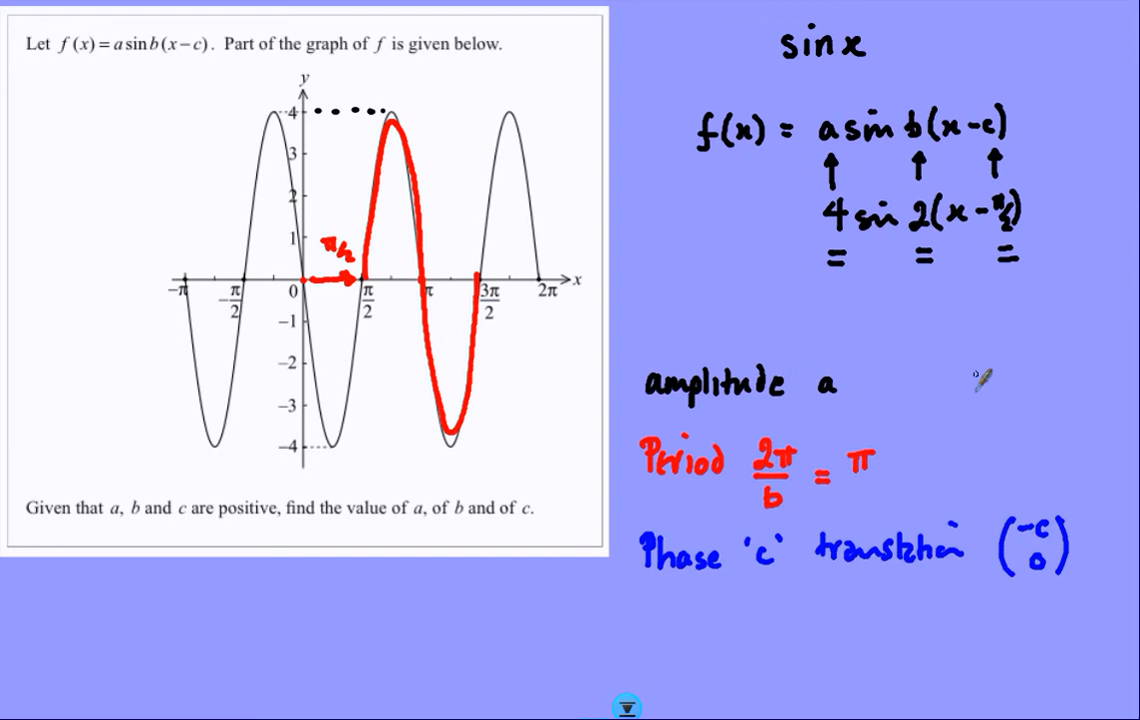 Let f (x) = a sin b (x − c). Part of the graph of f is given below.
y
4
3
2
1
0
−1
−2
−3
−4
−π
−π/2
π/2
π
3π/2
2π
x
π/2
Given that a, b and c are positive, find the value of a, of b and of c.
sin x
f(x) = a sin b(x - c)
4 sin 2(x - π/2)
= = =
amplitude a
Period 2π/b = π
Phase 'c' translation (-c 0)